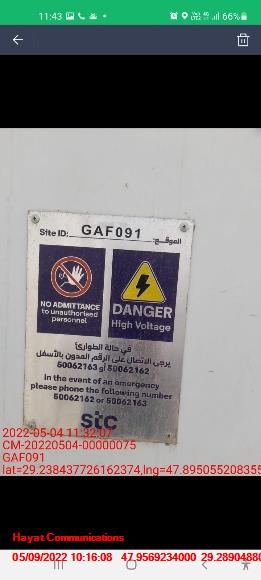 11:43
66%
Site ID: GAF091 الموقع:
NO ADMITTANCE
to unauthorised
personnel
DANGER
High Voltage
في حالة الطوارئ
يرجى الاتصال على الرقم المدون بالأسفل
50062162 أو 50062163
In the event of an emergency
please phone the following number
50062162 or 50062163
stc
2022-05-04 11:32:07
CM-20220504-00000075
GAF091
lat=29.238437726162374,lng=47.895055208355
Hayat Communications
05/09/2022 10:16:08 47.9569234000 29.28904880